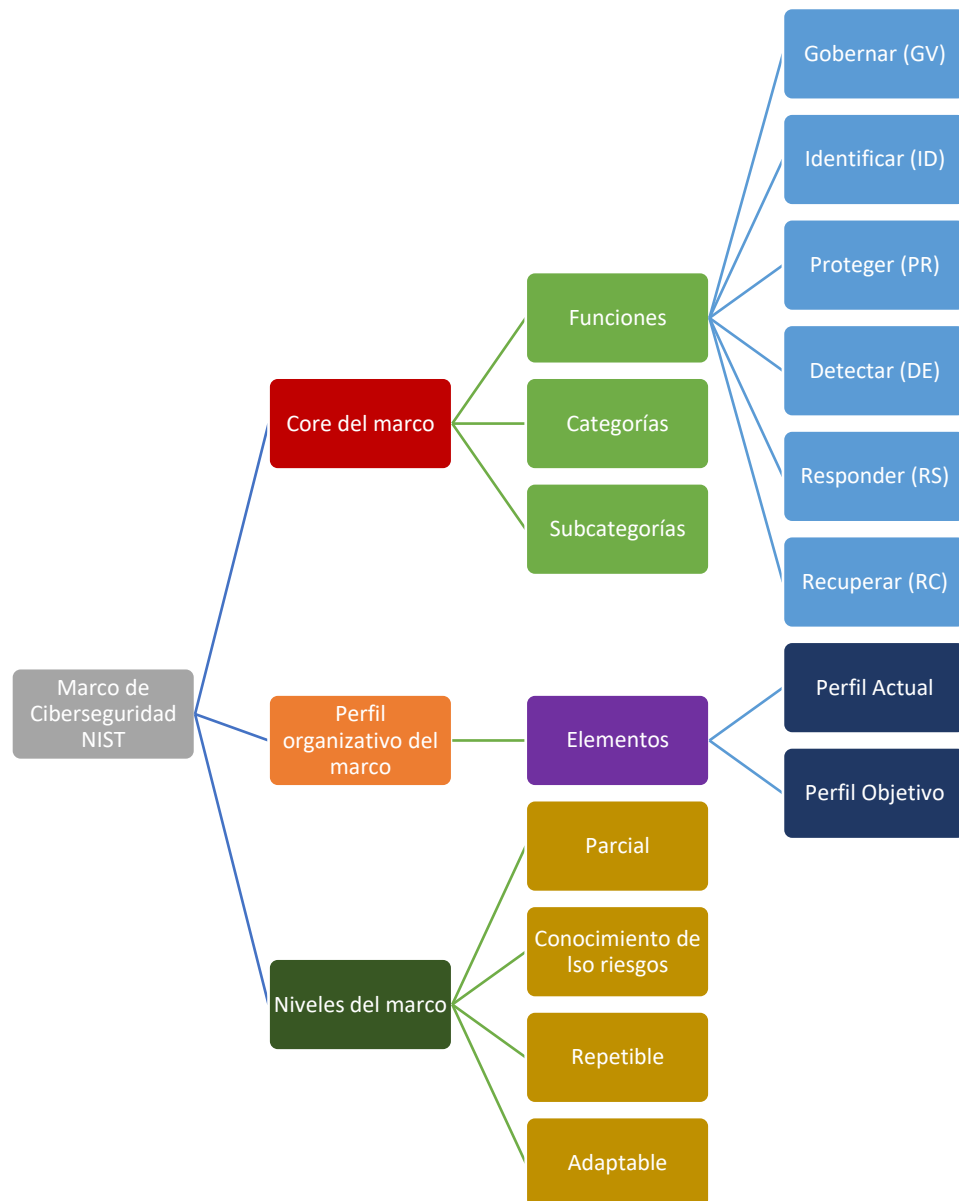 Gobernar (GV)
Identificar (ID)
Proteger (PR)
Funciones
Detectar (DE)
Core del marco
Categorías
Responder (RS)
Subcategorías
Recuperar (RC)
Marco de
Ciberseguridad
NIST
Perfil
organizativo del
marco
Elementos
Perfil Actual
Perfil Objetivo
Parcial
Conocimiento de
lso riesgos
Niveles del marco
Repetible
Adaptable